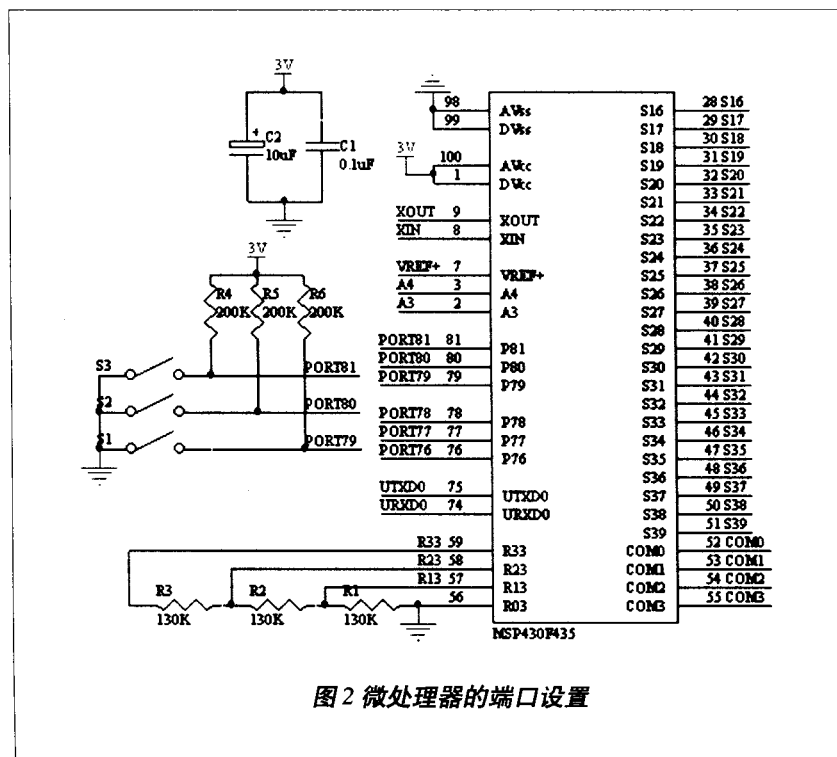 3V
C2
10uF
C1
0.1uF
3V
R4
200K
R5
200K
R6
200K
S3
PORT81
S2
PORT80
S1
PORT79
98 AVss
99 DVss
3V
100 AVcc
1 DVcc
XOUT 9 XOUT
XIN 8 XIN
VREF+ 7 VREF+
A4 3 A4
A3 2 A3
PORT81 81 P81
PORT80 80 P80
PORT79 79 P79
PORT78 78 P78
PORT77 77 P77
PORT76 76 P76
UTXD0 75 UTXD0
URXD0 74 URXD0
R33 59 R33
R23 58 R23
R13 57 R13
56 R03
R3
130K
R2
130K
R1
130K
S16 28 S16
S17 29 S17
S18 30 S18
S19 31 S19
S20 32 S20
S21 33 S21
S22 34 S22
S23 35 S23
S24 36 S24
S25 37 S25
S26 38 S26
S27 39 S27
S28 40 S28
S29 41 S29
S30 42 S30
S31 43 S31
S32 44 S32
S33 45 S33
S34 46 S34
S35 47 S35
S36 48 S36
S37 49 S37
S38 50 S38
S39 51 S39
COM0 52 COM0
COM1 53 COM1
COM2 54 COM2
COM3 55 COM3
MSP430F435
图2 微处理器的端口设置